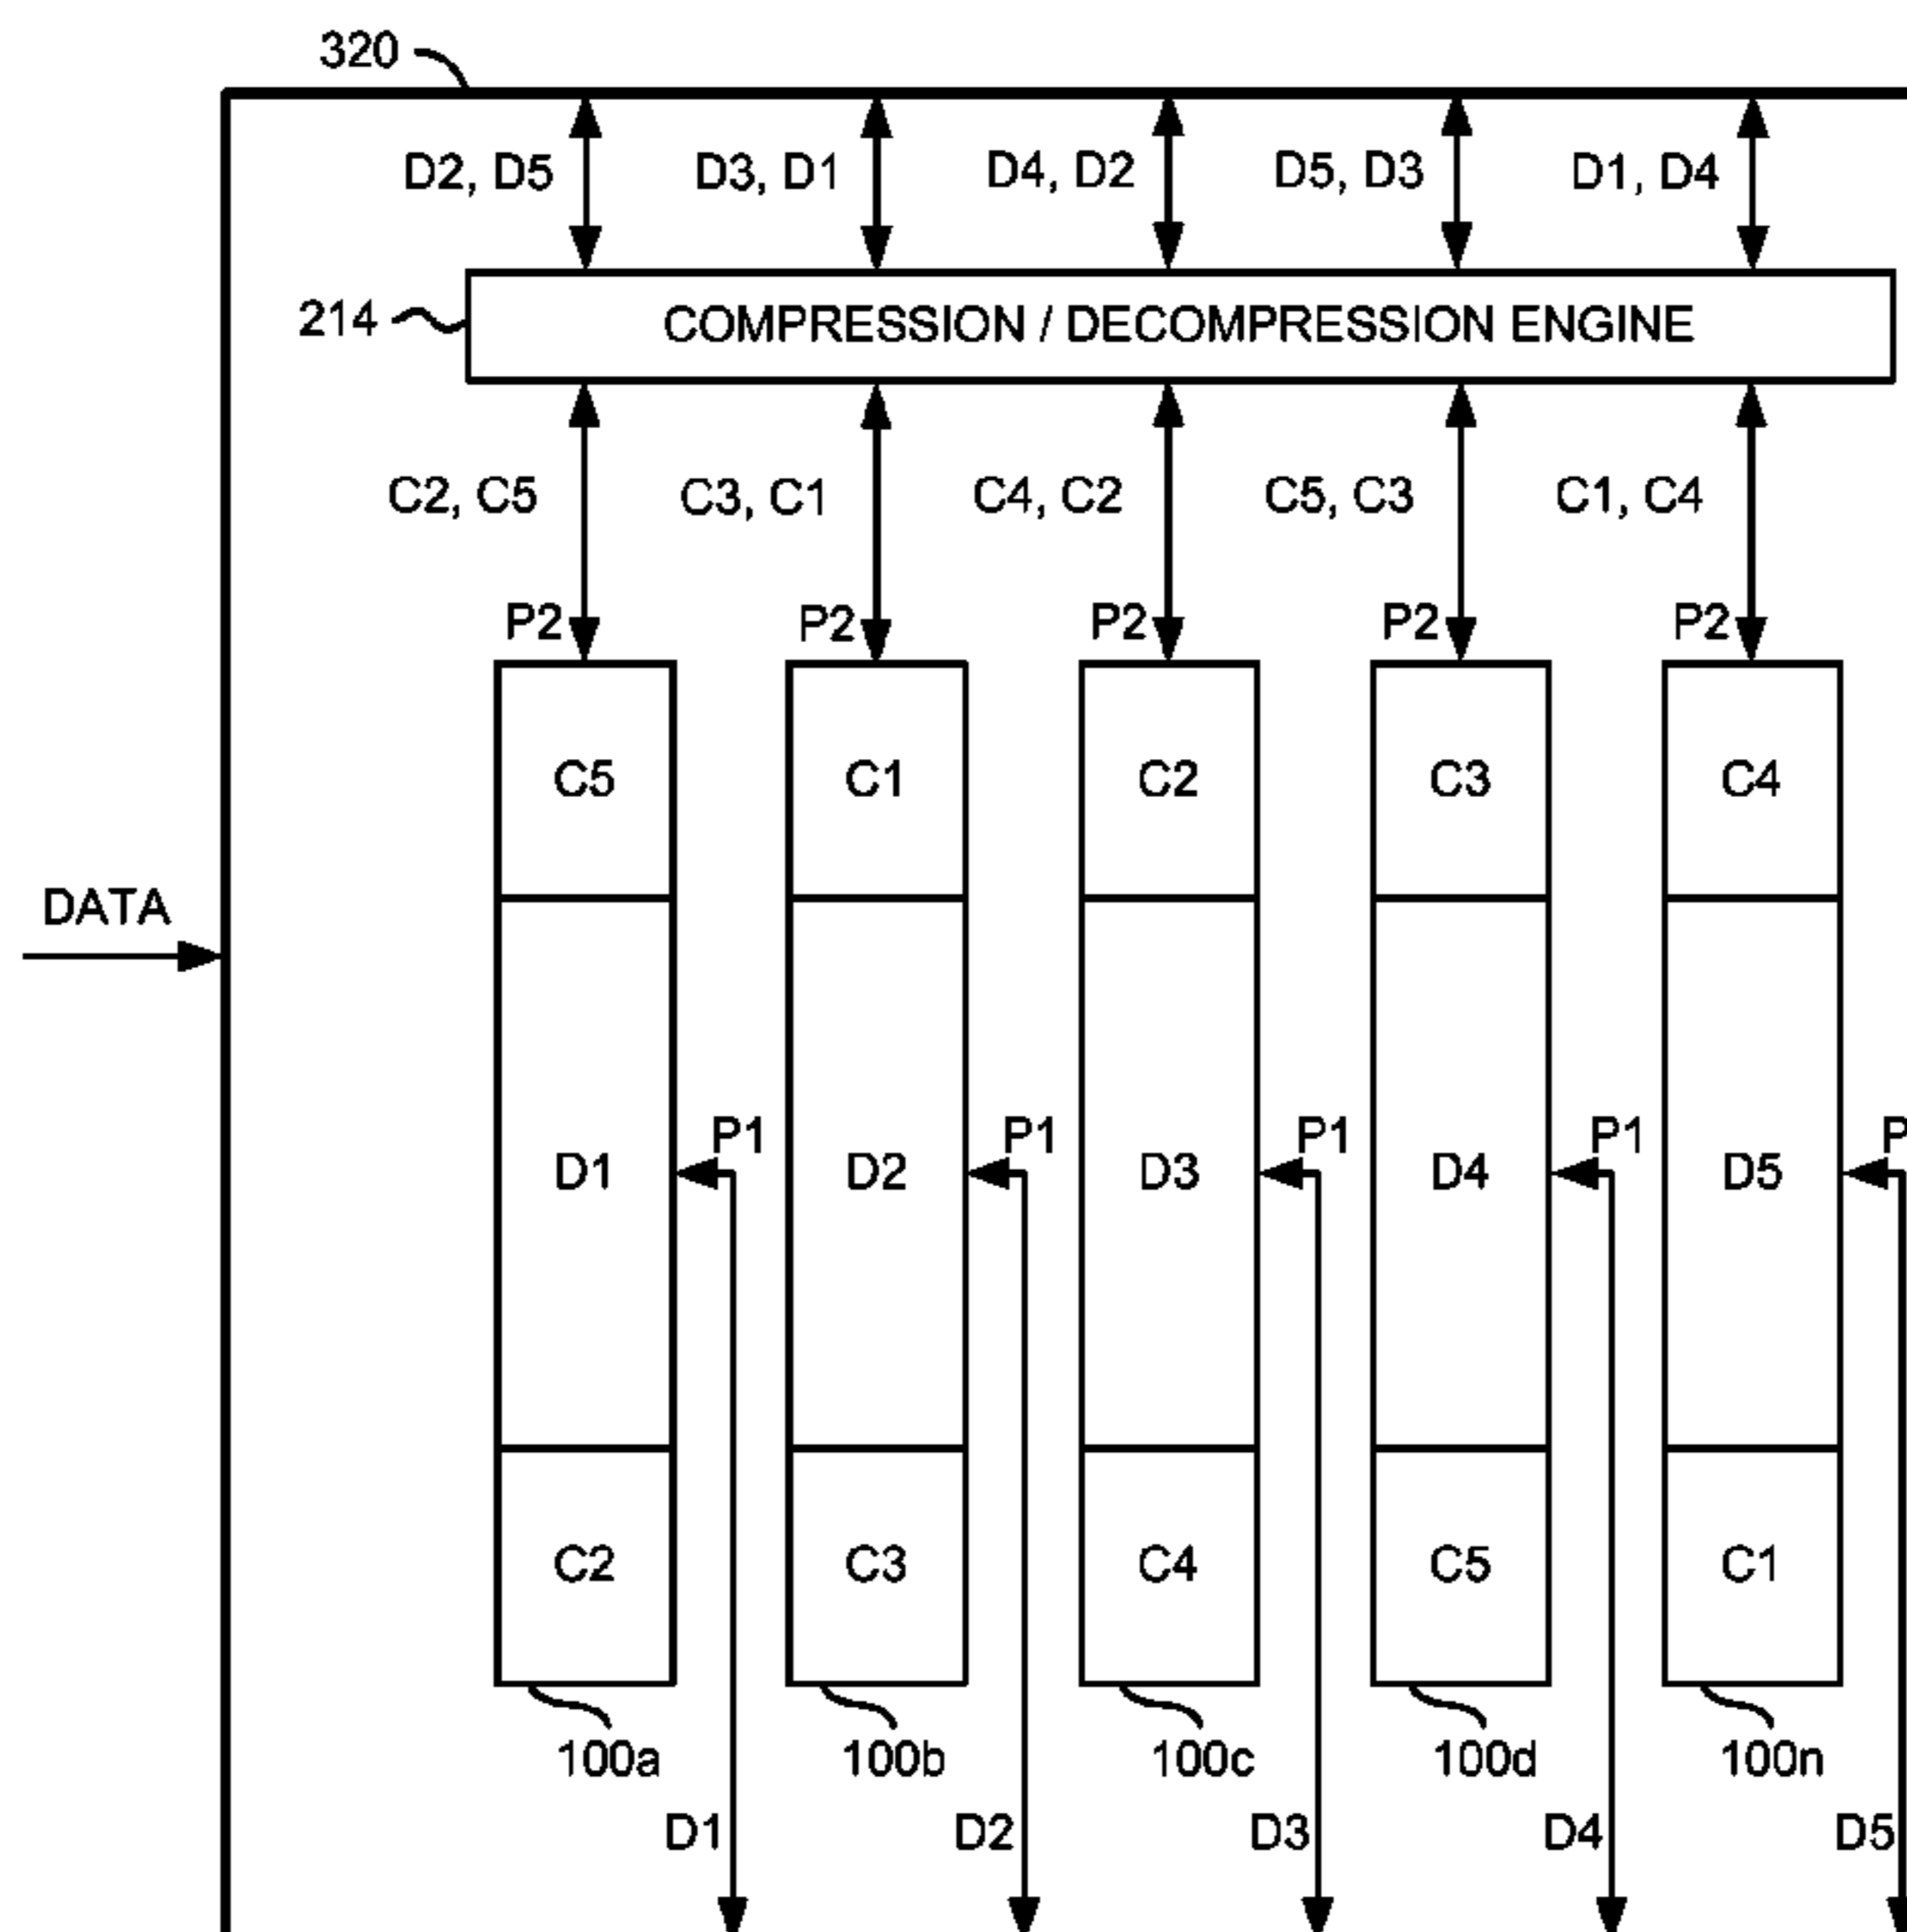 320
D2, D5 D3, D1 D4, D2 D5, D3 D1, D4
214 COMPRESSION / DECOMPRESSION ENGINE
C2, C5 C3, C1 C4, C2 C5, C3 C1, C4
P2 P2 P2 P2 P2
C5 C1 C2 C3 C4
DATA
P1 P1 P1 P1 P
D1 D2 D3 D4 D5
C2 C3 C4 C5 C1
100a 100b 100c 100d 100n
D1 D2 D3 D4 D5